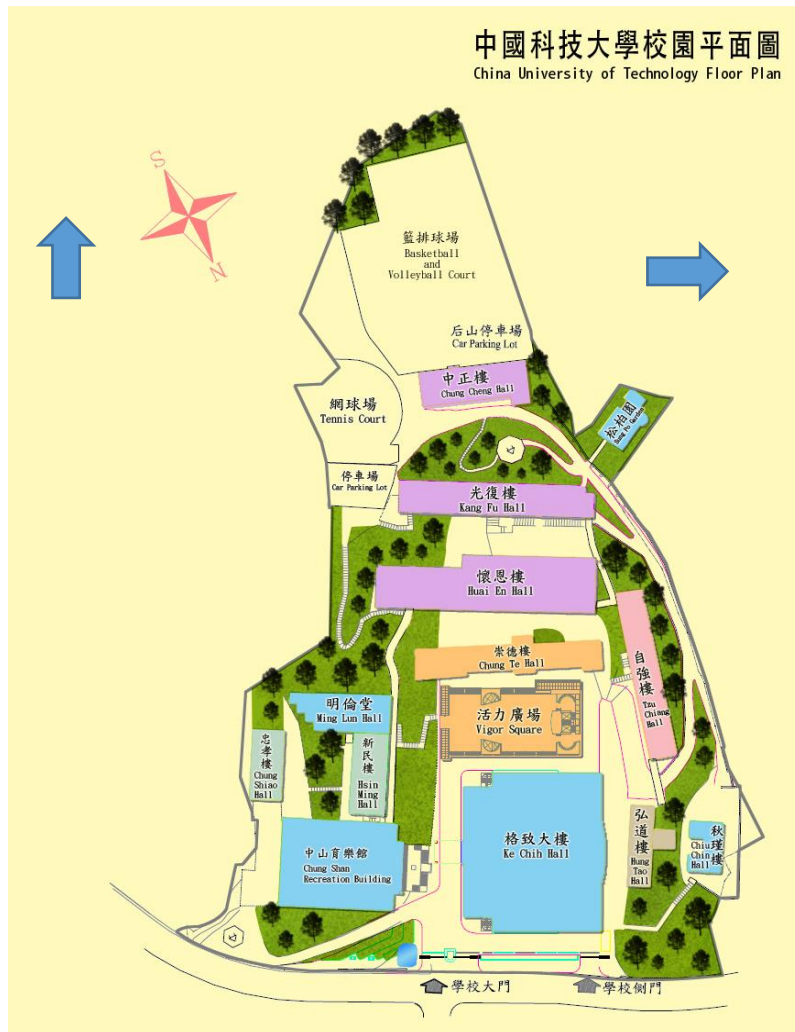 中國科技大學校園平面圖
China University of Technology Floor Plan
S
N
籃排球場
Basketball
and
Volleyball Court
后山停車場
Car Parking Lot
中正樓
Chung Cheng Hall
網球場
Tennis Court
松柏園
Sung Po Garden
停車場
Car Parking Lot
光復樓
Kang Fu Hall
懷恩樓
Huai En Hall
崇德樓
Chung Te Hall
自強樓
Tzu
Chiang
Hall
活力廣場
Vigor Square
明倫堂
Ming Lun Hall
忠孝樓
Chung
Shiao
Hall
新民樓
Hsin
Ming
Hall
格致大樓
Ke Chih Hall
弘道樓
Hung
Tao
Hall
秋瑾樓
Chiu
Chin
Hall
中山育樂館
Chung Shan
Recreation Building
學校大門
學校側門